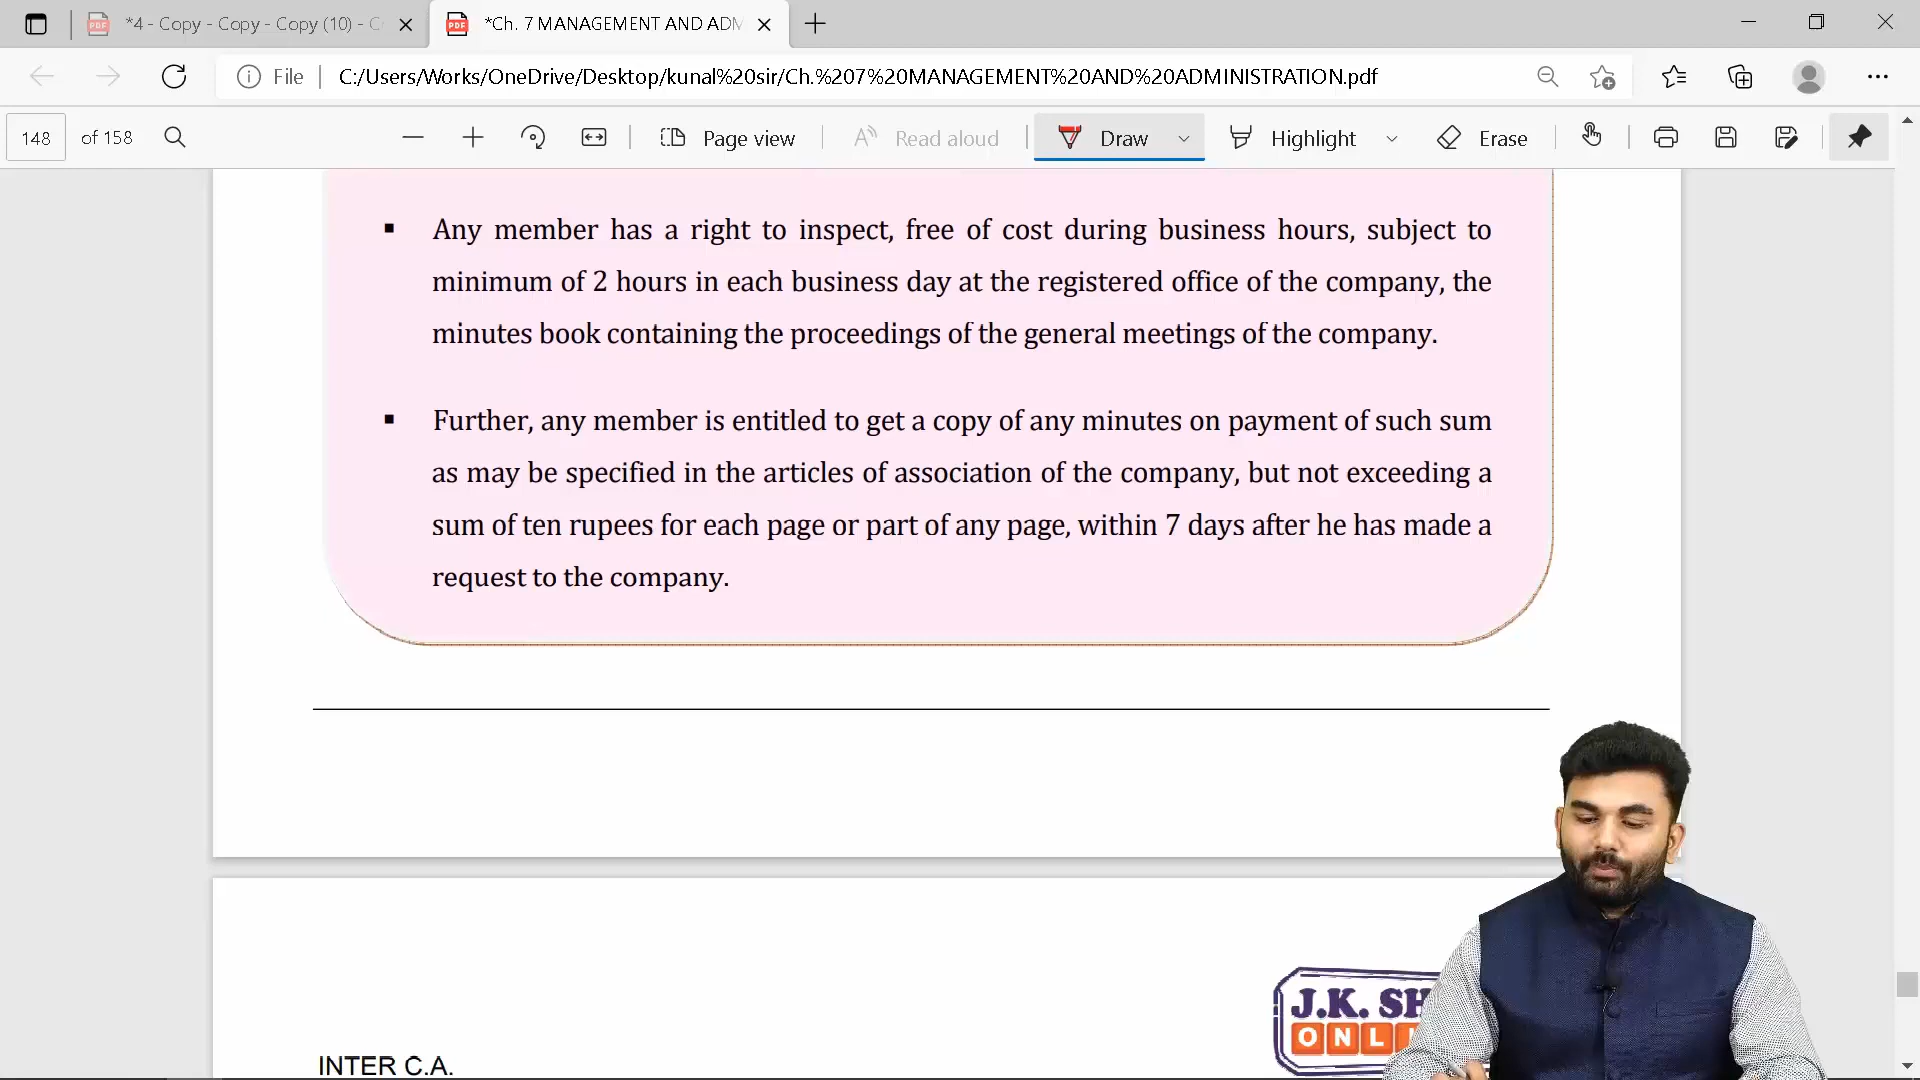 *4 - Copy - Copy - Copy (10) - C
*Ch. 7 MANAGEMENT AND ADM
File
C:/Users/Works/OneDrive/Desktop/kunal%20sir/Ch.%207%20MANAGEMENT%20AND%20ADMINISTRATION.pdf
148 of 158
Page view
Read aloud
Draw
Highlight
Erase
▪ Any member has a right to inspect, free of cost during business hours, subject to
minimum of 2 hours in each business day at the registered office of the company, the
minutes book containing the proceedings of the general meetings of the company.
▪ Further, any member is entitled to get a copy of any minutes on payment of such sum
as may be specified in the articles of association of the company, but not exceeding a
sum of ten rupees for each page or part of any page, within 7 days after he has made a
request to the company.
J.K. SH
ONL
INTER C.A.